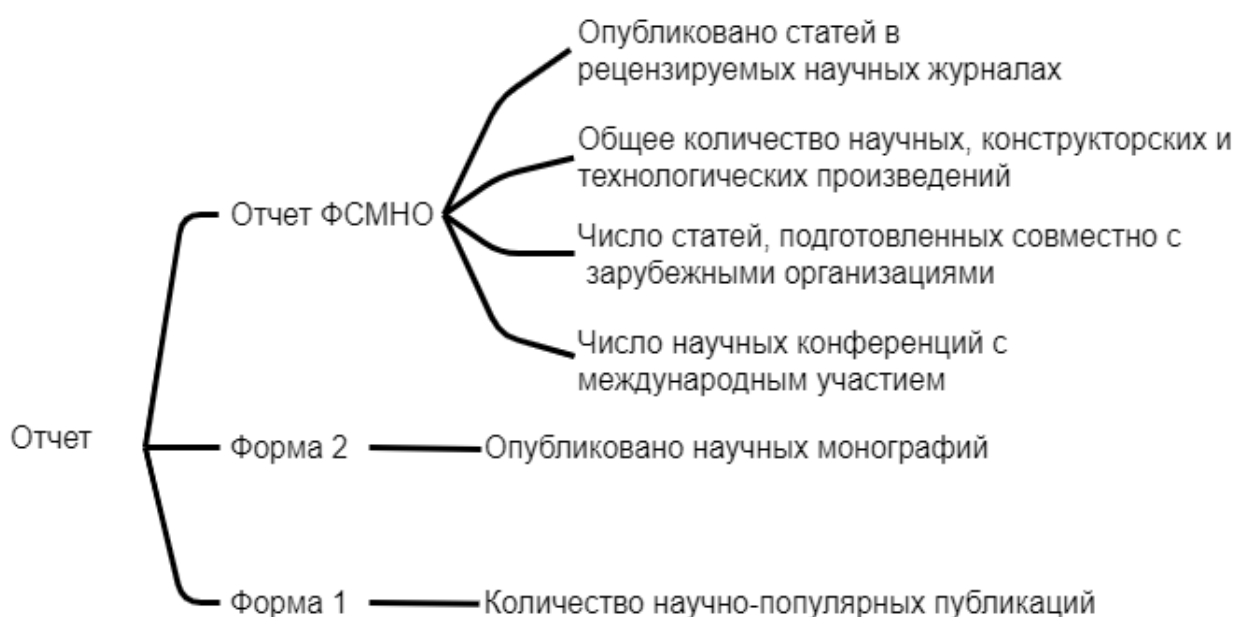 Опубликовано статей в
рецензируемых научных журналах
Общее количество научных, конструкторских и
технологических произведений
Отчет ФСМНО
Число статей, подготовленных совместно с
зарубежными организациями
Число научных конференций с
международным участием
Отчет
Форма 2
Опубликовано научных монографий
Форма 1
Количество научно-популярных публикаций